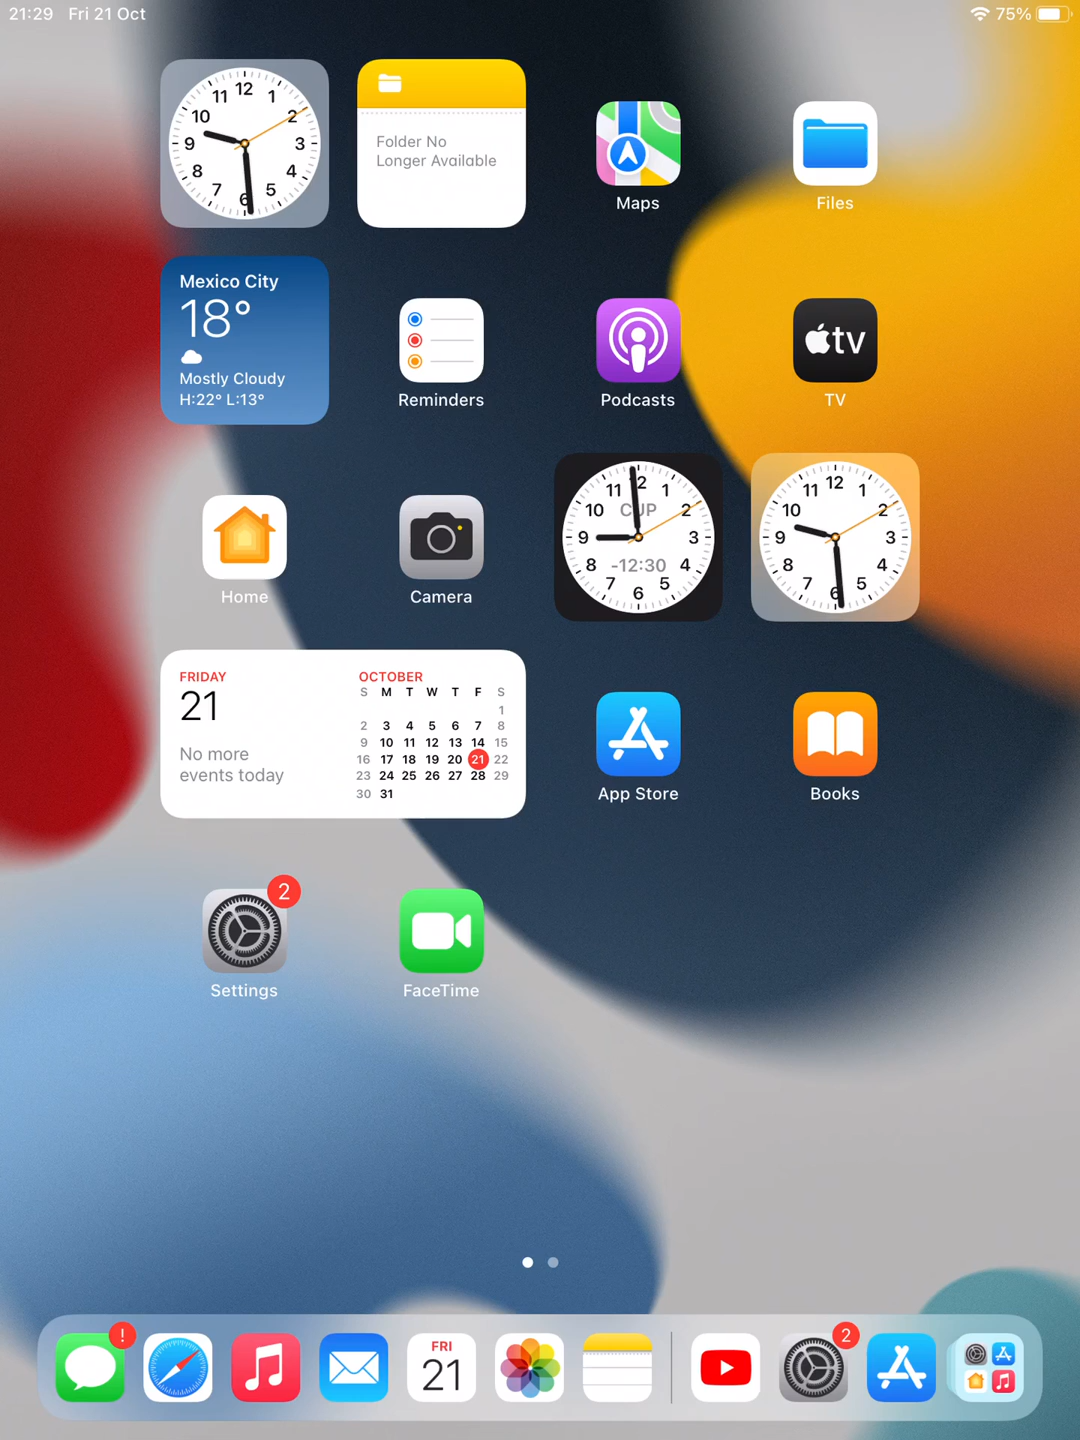 21:29 Fri 21 Oct
75%
12
11 1
10 2
9 3
8 4
7 5
6
Folder No
Longer Available
Maps
Files
Mexico City
18°
Mostly Cloudy
H:22° L:13°
Reminders
Podcasts
tv
TV
Home
Camera
12
11 1
10 CUP 2
9 3
8 -12:30 4
7 5
6
12
11 1
10 2
9 3
8 4
7 5
6
FRIDAY
21
No more
events today
OCTOBER
S M T W T F S
1
2 3 4 5 6 7 8
9 10 11 12 13 14 15
16 17 18 19 20 21 22
23 24 25 26 27 28 29
30 31
App Store
Books
2
Settings
FaceTime
!
FRI
21
2